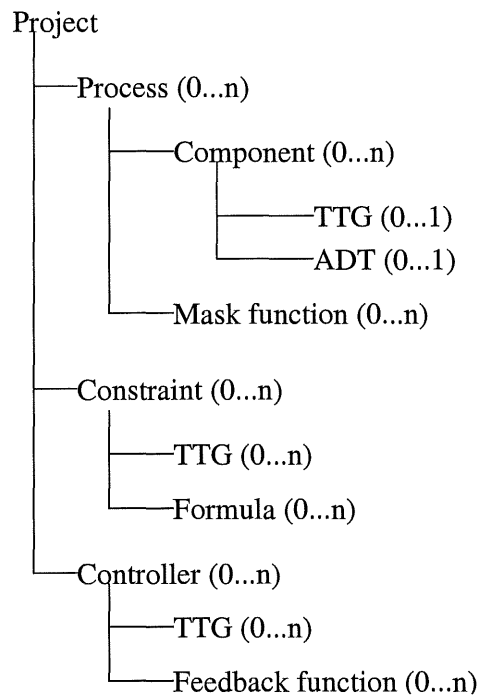 Project
Process (0...n)
Component (0...n)
TTG (0...1)
ADT (0...1)
Mask function (0...n)
Constraint (0...n)
TTG (0...n)
Formula (0...n)
Controller (0...n)
TTG (0...n)
Feedback function (0...n)